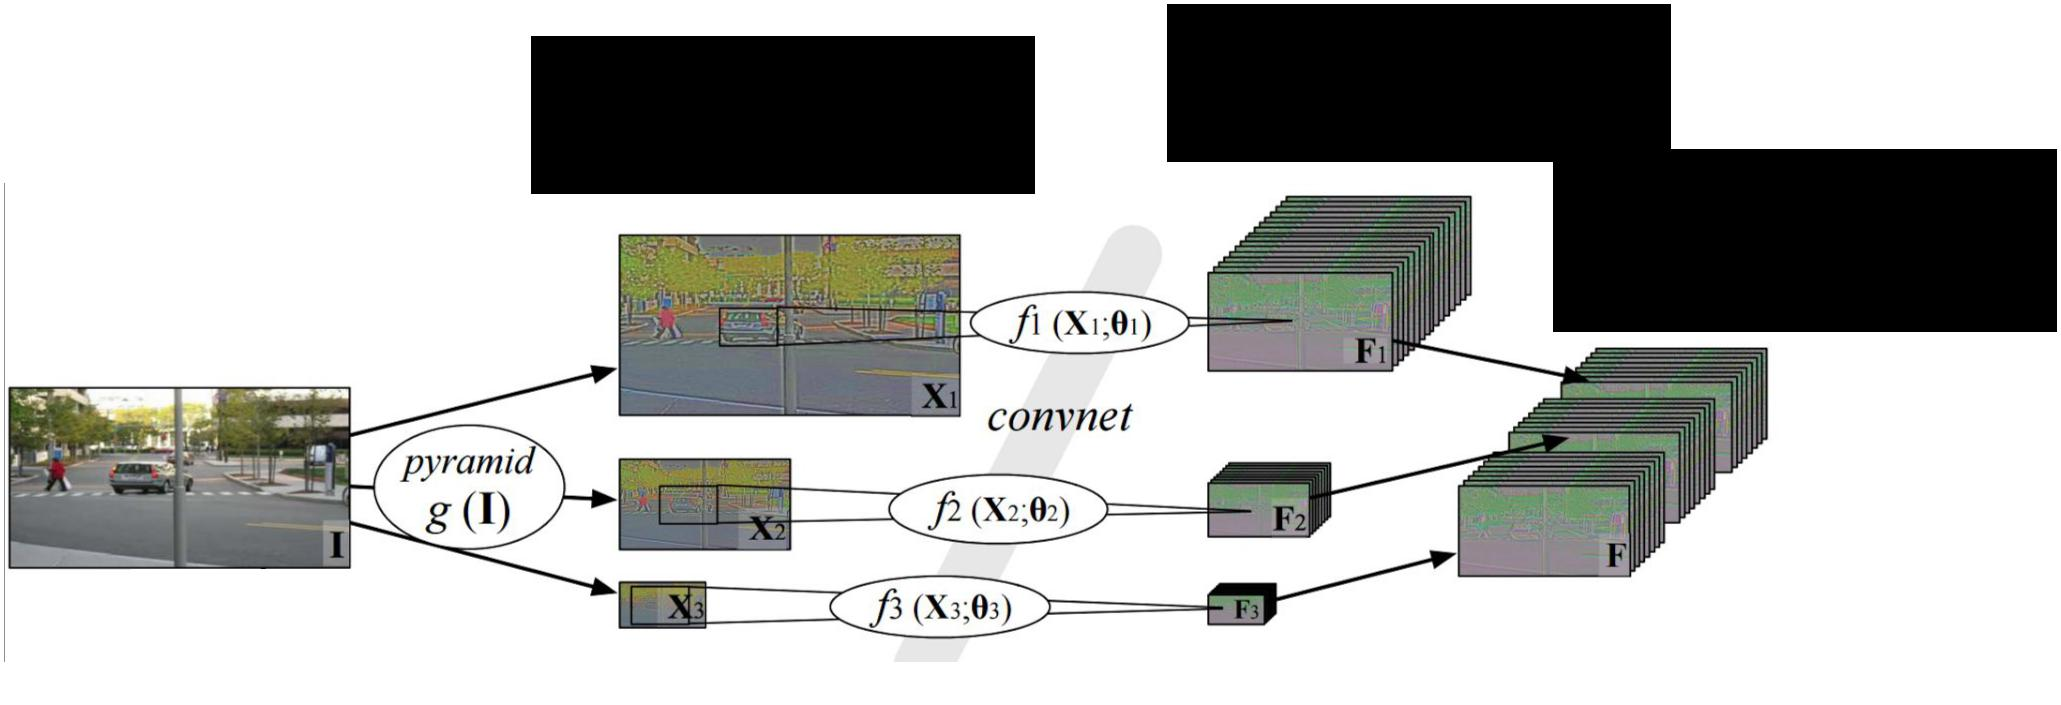 I
pyramid
g (I)
X1
f1 (X1;θ1)
F1
convnet
X2
f2 (X2;θ2)
F2
X3
f3 (X3;θ3)
F3
F